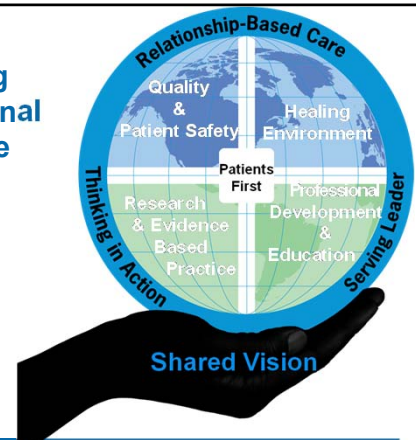 g
nal
e
Relationship-Based Care
Quality
&
Patient Safety
Healing
Environment
Patients
First
Research
& Evidence
Based
Practice
Professional
Development
&
Education
Thinking in Action
Serving Leader
Shared Vision